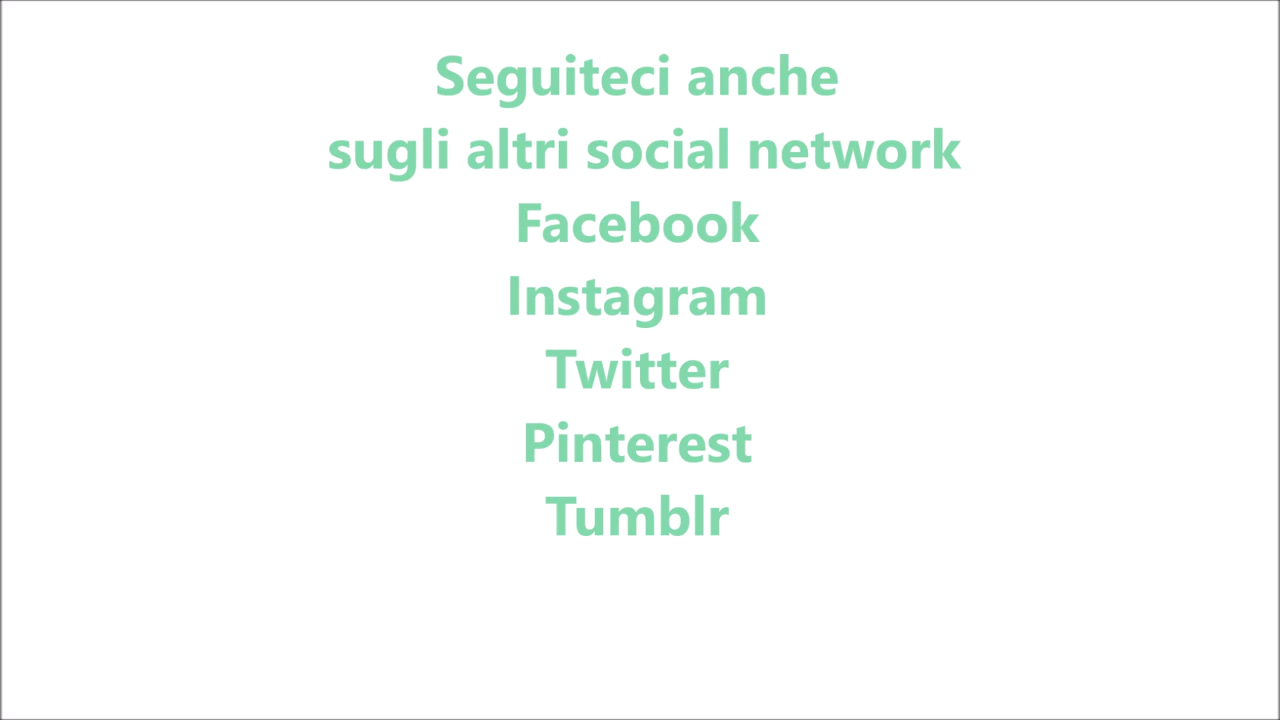 Seguiteci anche
sugli altri social network
Facebook
Instagram
Twitter
Pinterest
Tumblr